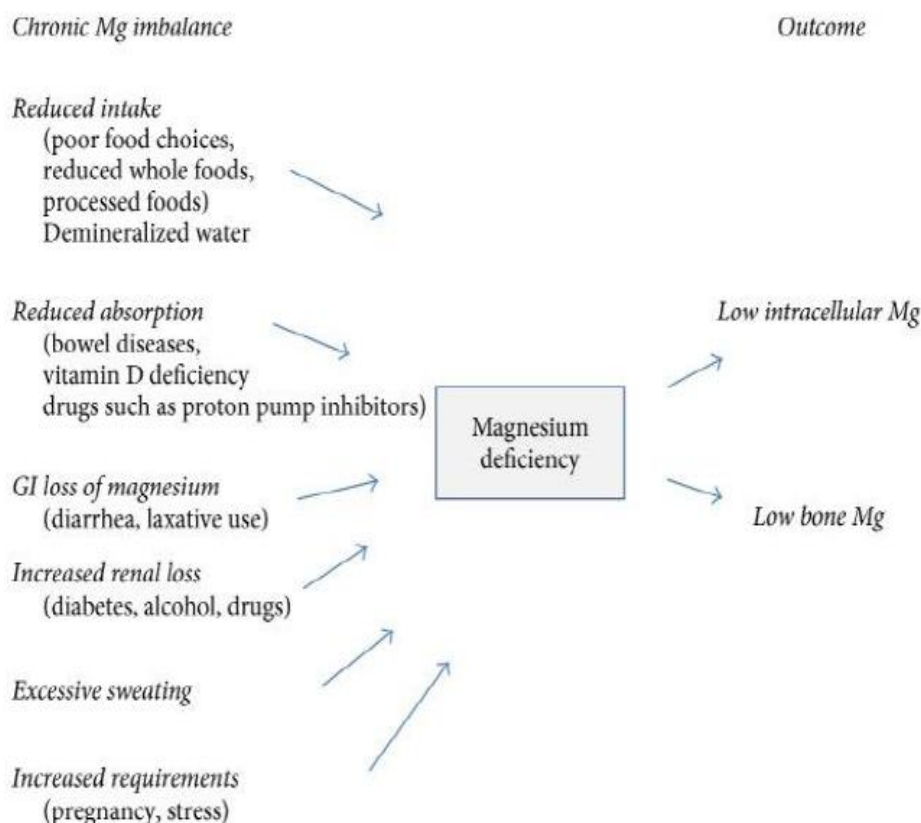 Chronic Mg imbalance
Outcome
Reduced intake
(poor food choices,
reduced whole foods,
processed foods)
Demineralized water
Reduced absorption
(bowel diseases,
vitamin D deficiency
drugs such as proton pump inhibitors)
GI loss of magnesium
(diarrhea, laxative use)
Increased renal loss
(diabetes, alcohol, drugs)
Excessive sweating
Increased requirements
(pregnancy, stress)
Magnesium
deficiency
Low intracellular Mg
Low bone Mg